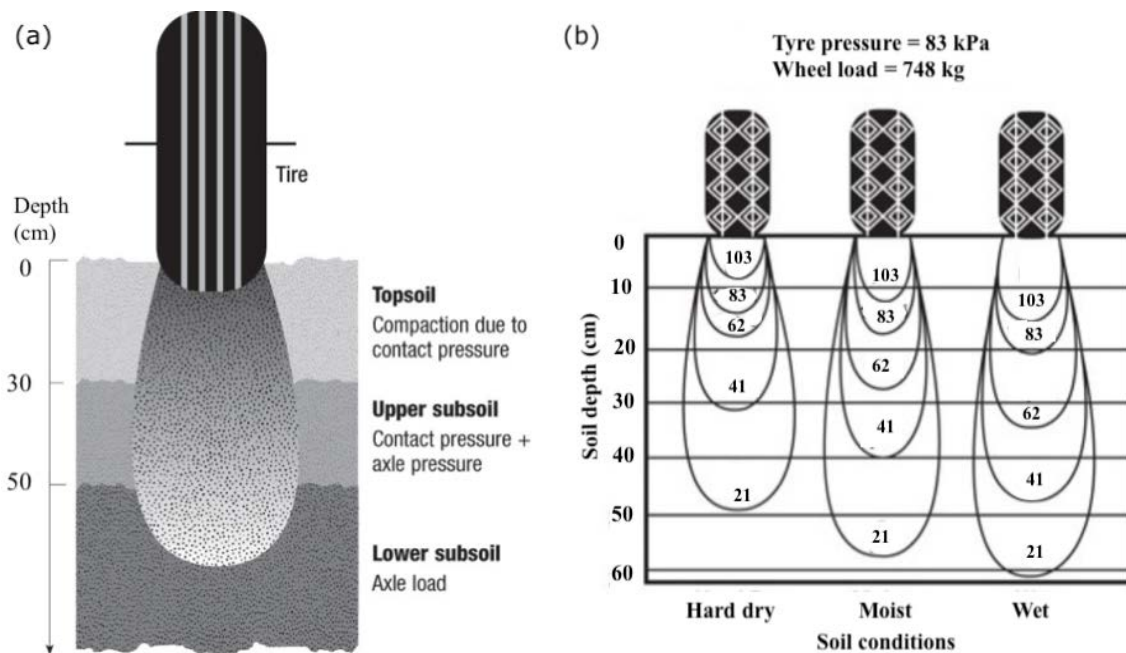 (a)
Tire
Depth
(cm)
0
30
50
Topsoil
Compaction due to
contact pressure
Upper subsoil
Contact pressure +
axle pressure
Lower subsoil
Axle load
(b)
Tyre pressure = 83 kPa
Wheel load = 748 kg
Soil depth (cm)
0
10
20
30
40
50
60
103
83
62
41
21
103
83
62
41
21
103
83
62
41
21
Hard dry
Moist
Wet
Soil conditions